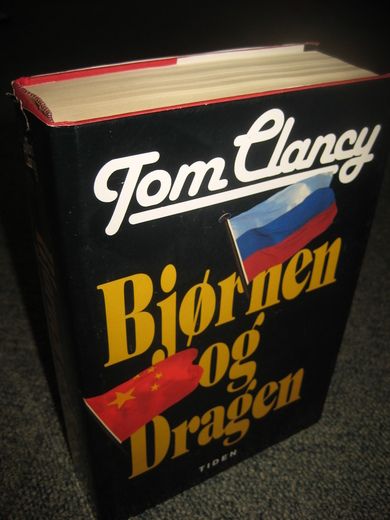 Tom Clancy
Bjørnen
og
Dragen
TIDEN